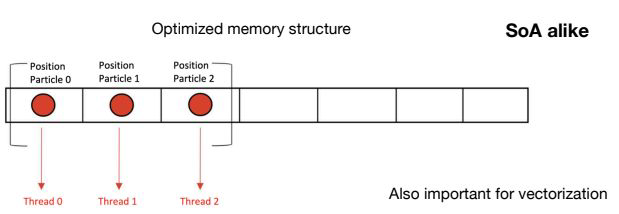 Optimized memory structure
SoA alike
Position
Particle 0
Position
Particle 1
Position
Particle 2
Thread 0
Thread 1
Thread 2
Also important for vectorization